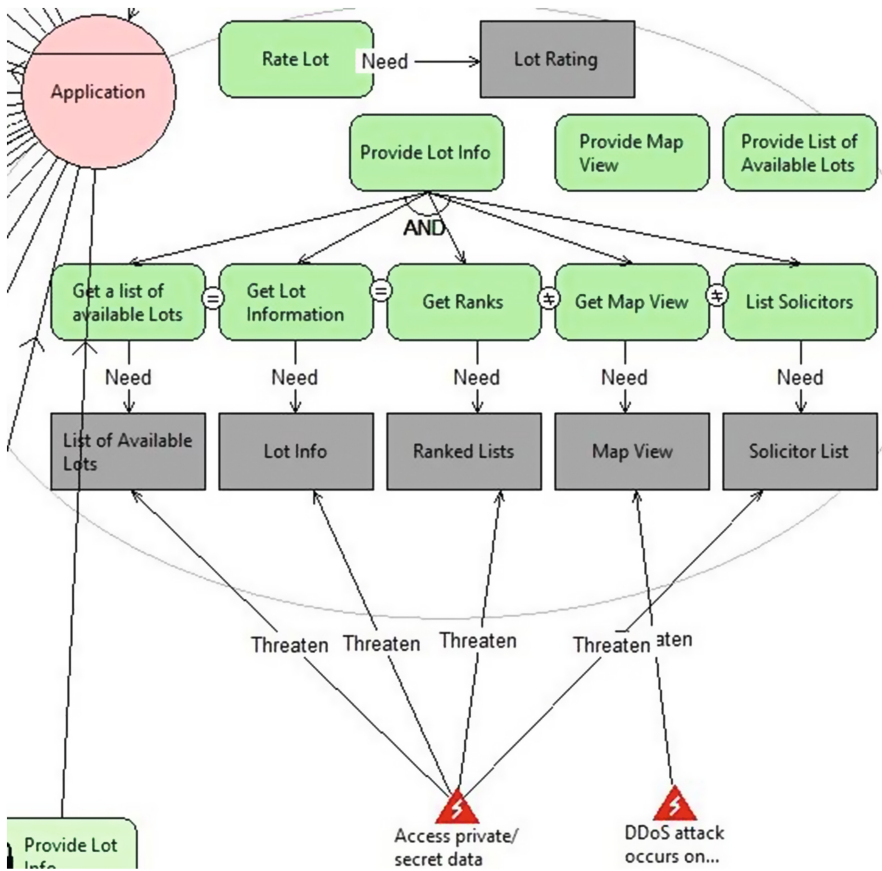 Application
Rate Lot
Need
Lot Rating
Provide Lot Info
Provide Map
View
Provide List of
Available Lots
AND
Get a list of
available Lots
=
Get Lot
Information
=
Get Ranks
≠
Get Map View
≠
List Solicitors
Need
Need
Need
Need
Need
List of Available
Lots
Lot Info
Ranked Lists
Map View
Solicitor List
Threaten
Threaten
Threaten
Threaten
aten
Access private/
secret data
DDoS attack
occurs on...
Provide Lot
Info